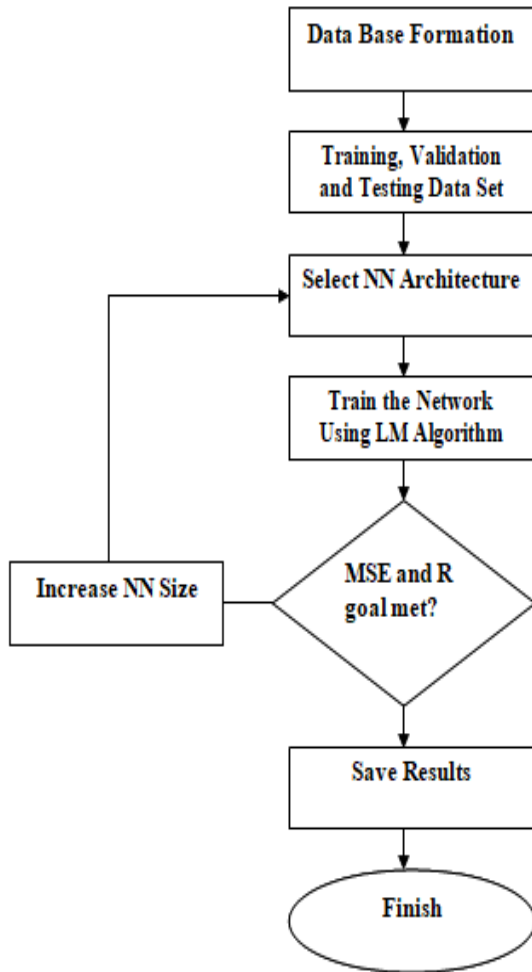 Data Base Formation
Training, Validation
and Testing Data Set
Select NN Architecture
Train the Network
Using LM Algorithm
MSE and R
goal met?
Increase NN Size
Save Results
Finish